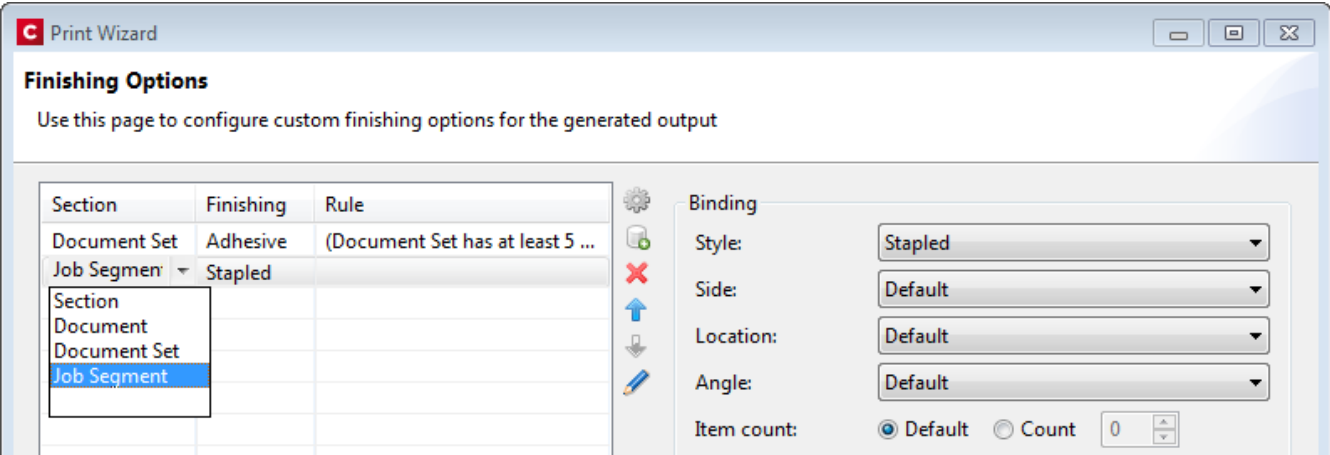 C Print Wizard
Finishing Options
Use this page to configure custom finishing options for the generated output
Section Finishing Rule
Document Set Adhesive (Document Set has at least 5 ...
Job Segmen Stapled
Section
Document
Document Set
Job Segment
Binding
Style: Stapled
Side: Default
Location: Default
Angle: Default
Item count: Default Count 0